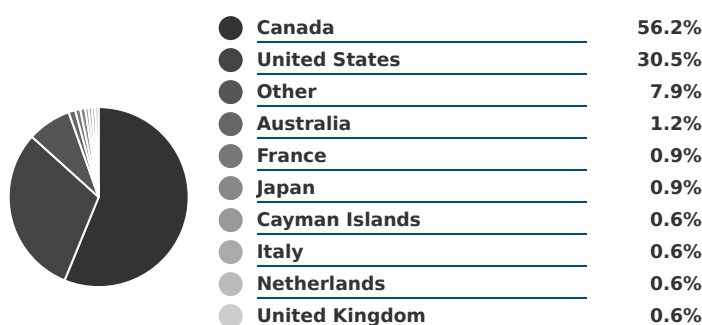 Canada 56.2%
United States 30.5%
Other 7.9%
Australia 1.2%
France 0.9%
Japan 0.9%
Cayman Islands 0.6%
Italy 0.6%
Netherlands 0.6%
United Kingdom 0.6%